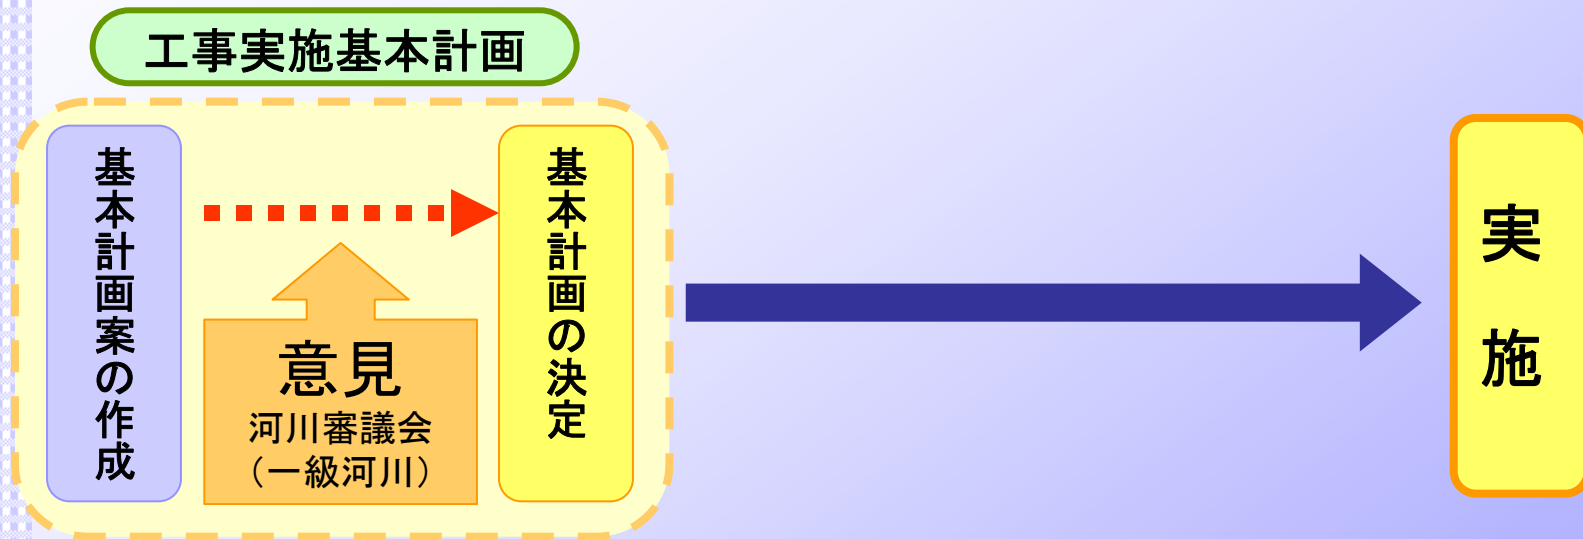 工事実施基本計画
基本計画案の作成
意見
河川審議会
（一級河川）
基本計画の決定
実施